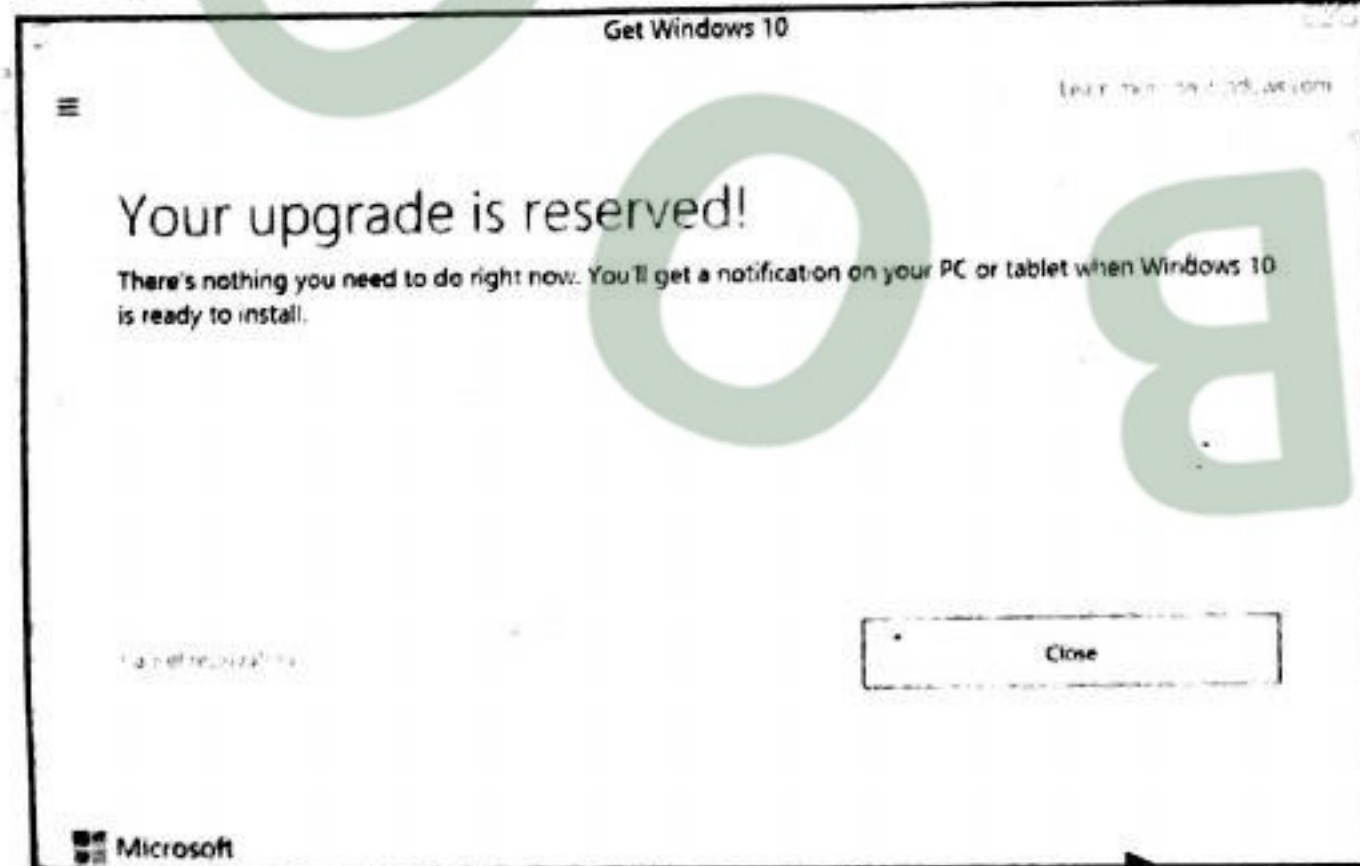 Get Windows 10
Your upgrade is reserved!
There's nothing you need to do right now. You'll get a notification on your PC or tablet when Windows 10
is ready to install.
Close
Microsoft
O
B